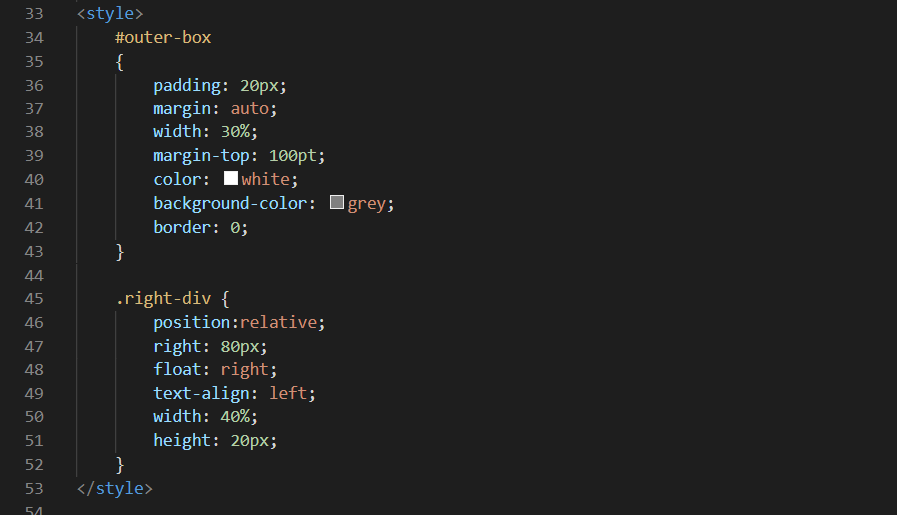 33 <style>
34 #outer-box
35 {
36 padding: 20px;
37 margin: auto;
38 width: 30%;
39 margin-top: 100pt;
40 color: white;
41 background-color: grey;
42 border: 0;
43 }
44
45 .right-div {
46 position:relative;
47 right: 80px;
48 float: right;
49 text-align: left;
50 width: 40%;
51 height: 20px;
52 }
53 </style>
54